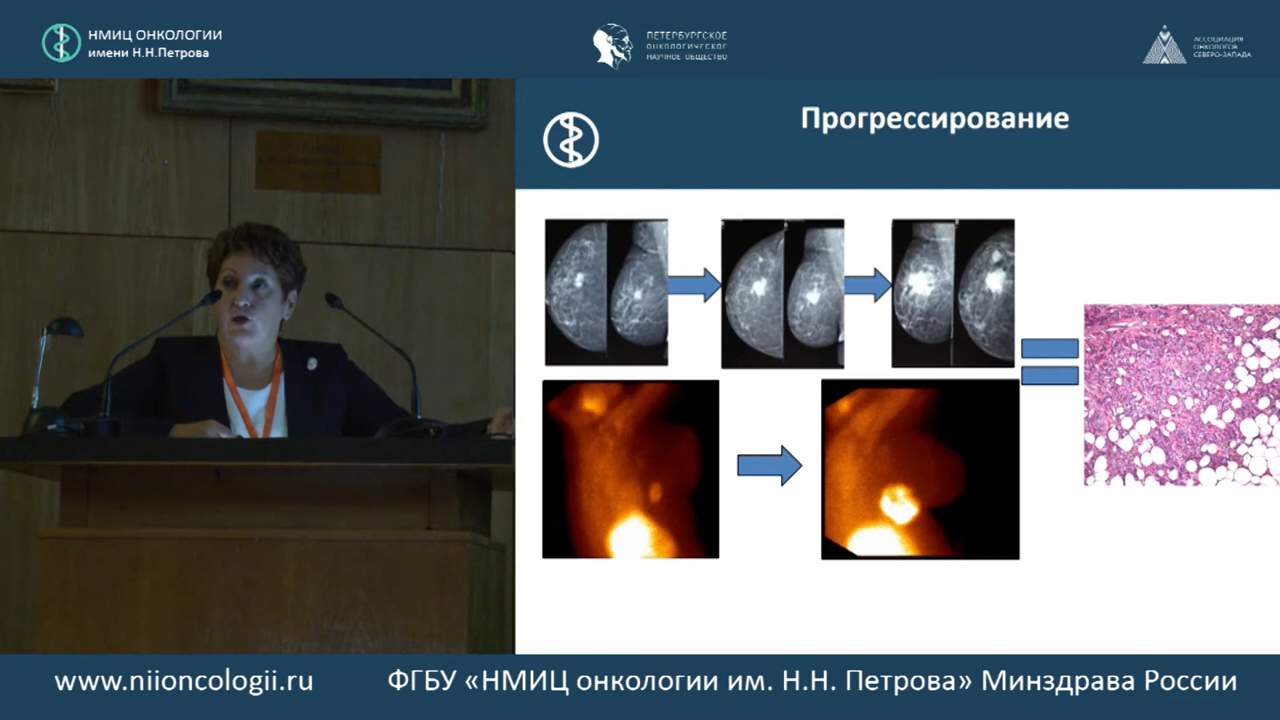 НМИЦ ОНКОЛОГИИ
имени Н.Н.Петрова
ПЕТЕРБУРГСКОЕ
ОНКОЛОГИЧЕСКОЕ
НАУЧНОЕ ОБЩЕСТВО
АССОЦИАЦИЯ
ОНКОЛОГОВ
СЕВЕРО-ЗАПАДА
Прогрессирование
www.niioncologii.ru
ФГБУ «НМИЦ онкологии им. Н.Н. Петрова» Минздрава России